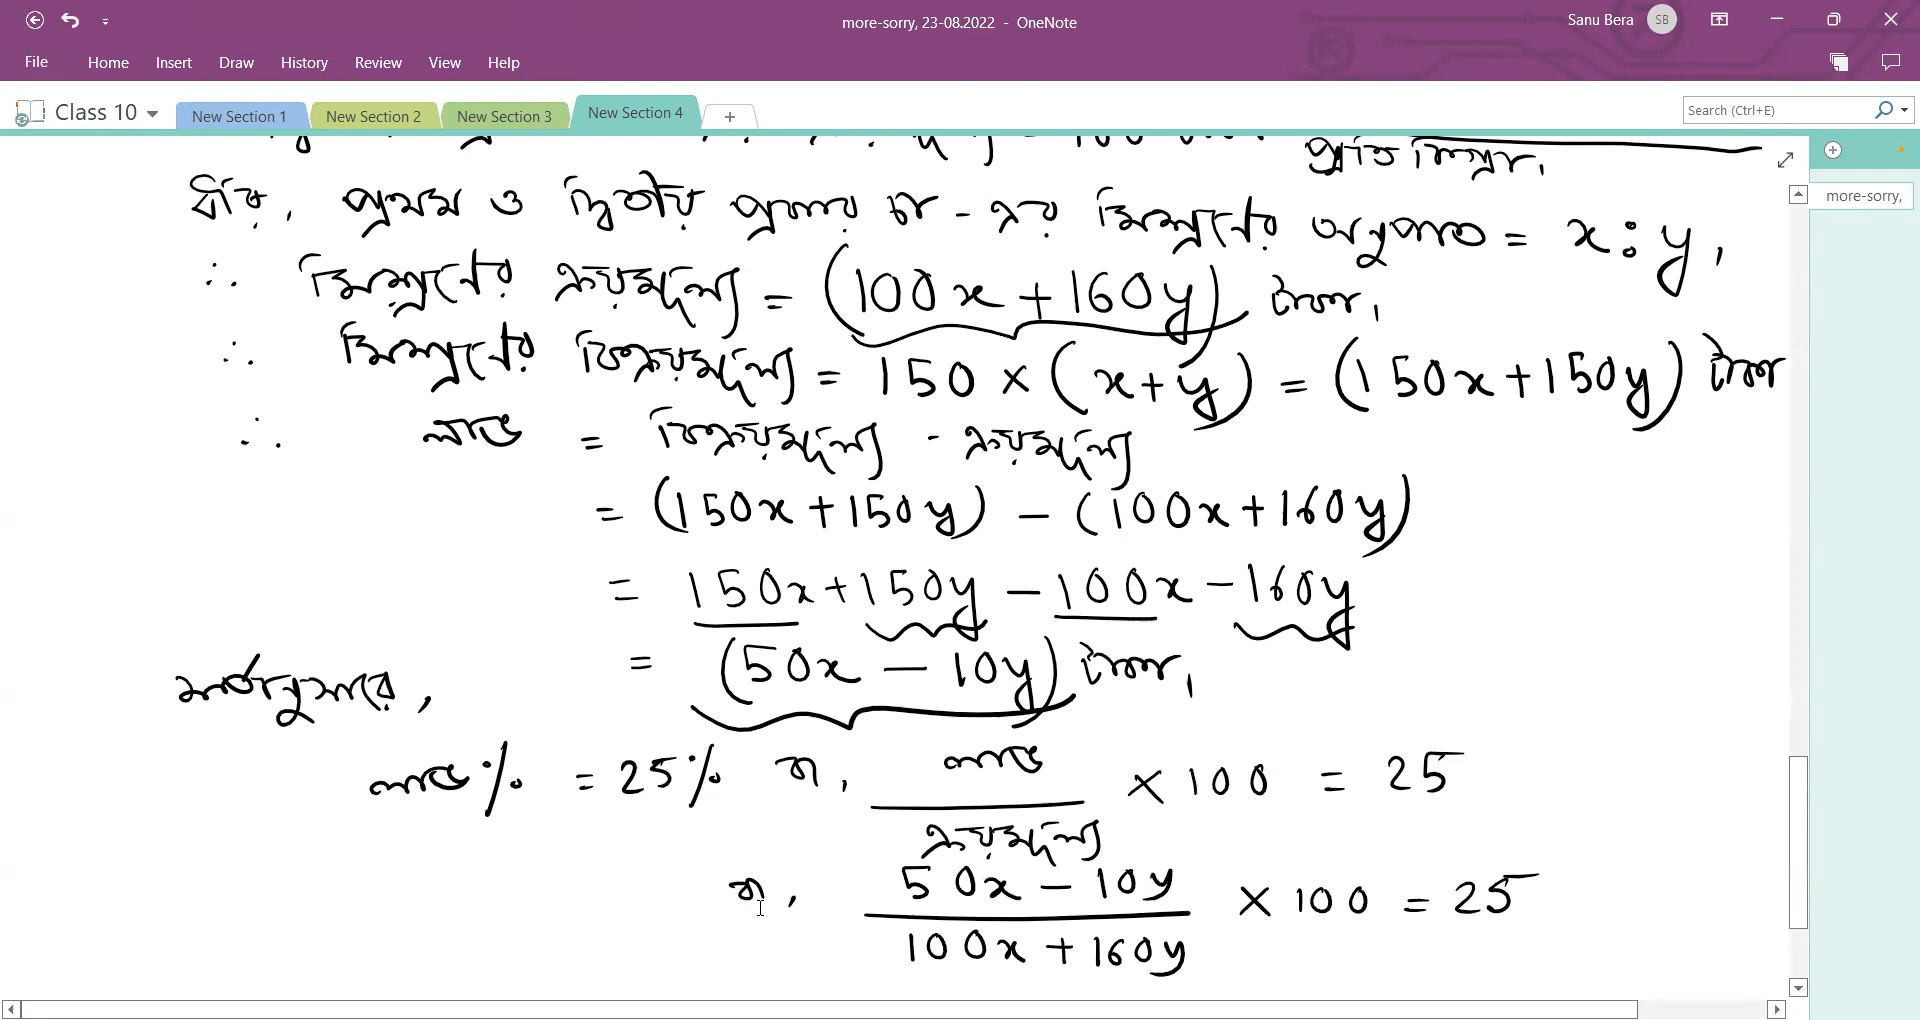 more-sorry, 23-08.2022 - OneNote
Sanu Bera SB
File Home Insert Draw History Review View Help
Class 10 New Section 1 New Section 2 New Section 3 New Section 4 +
Search (Ctrl+E)
more-sorry,
ধরি, প্রথম ও দ্বিতীয় প্রকার চা-এর মিশ্রণের অনুপাত = x : y,
∴ মিশ্রণের ক্রয়মূল্য = (100x + 160y) টাকা,
∴ মিশ্রণের বিক্রয়মূল্য = 150 × (x + y) = (150x + 150y) টাকা
∴ লাভ = বিক্রয়মূল্য - ক্রয়মূল্য
= (150x + 150y) - (100x + 160y)
= 150x + 150y - 100x - 160y
= (50x - 10y) টাকা,
শর্তানুসারে,
লাভ% = 25% বা, লাভ/ক্রয়মূল্য × 100 = 25
বা, (50x - 10y)/(100x + 160y) × 100 = 25